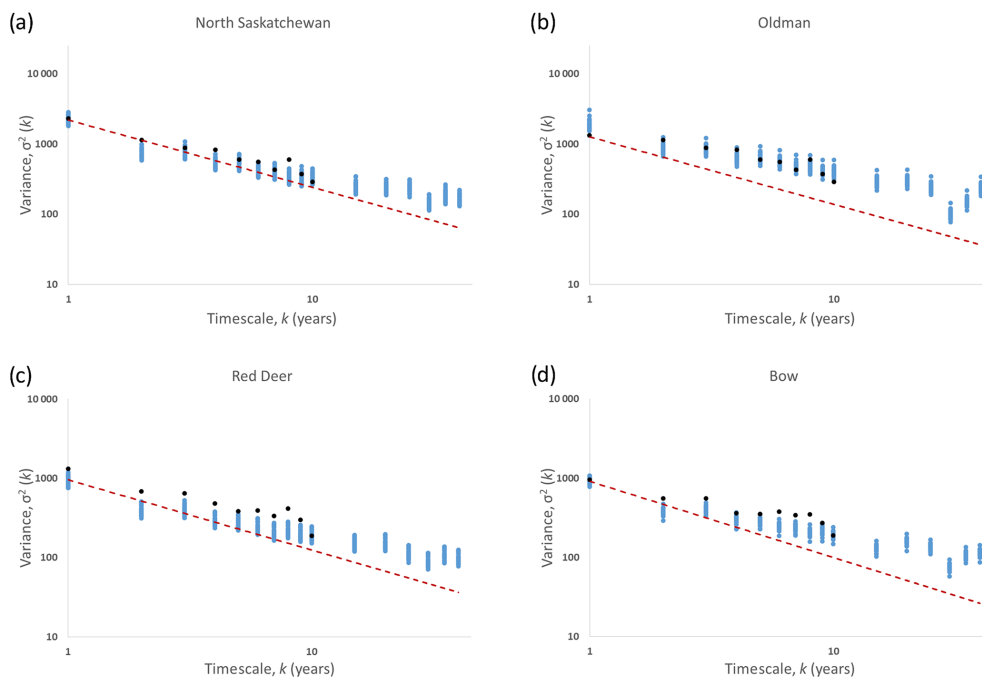 (a)
North Saskatchewan
10 000
1000
100
10
1
10
Variance, σ² (k)
Timescale, k (years)
(b)
Oldman
10 000
1000
100
10
1
10
Variance, σ² (k)
Timescale, k (years)
(c)
Red Deer
10 000
1000
100
10
1
10
Variance, σ² (k)
Timescale, k (years)
(d)
Bow
10 000
1000
100
10
1
10
Variance, σ² (k)
Timescale, k (years)